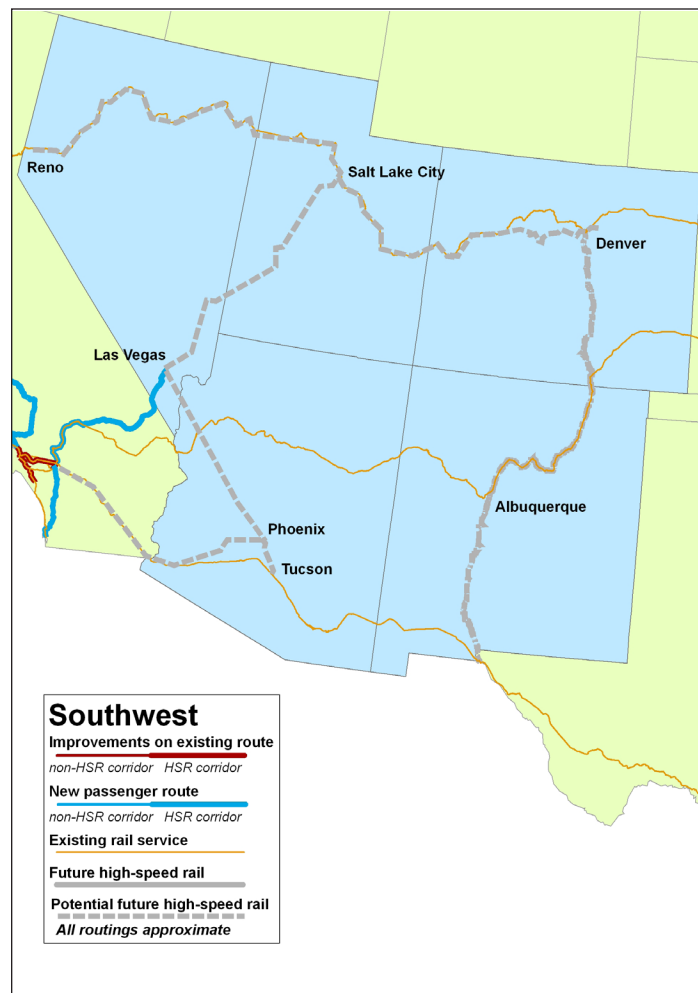 Reno
Salt Lake City
Denver
Las Vegas
Albuquerque
Phoenix
Tucson
Southwest
Improvements on existing route
non-HSR corridor HSR corridor
New passenger route
non-HSR corridor HSR corridor
Existing rail service
Future high-speed rail
Potential future high-speed rail
All routings approximate